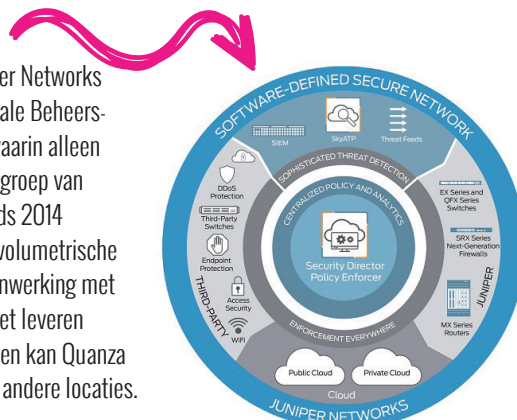 er Networks
ale Beheers-
aarin alleen
groep van
ds 2014
volumetrische
nwerking met
et leveren
en kan Quanza
andere locaties.
SOFTWARE-DEFINED SECURE NETWORK
SIEM
SkyATP
Threat Feeds
SOPHISTICATED THREAT DETECTION
CENTRALIZED POLICY AND ANALYTICS
Security Director
Policy Enforcer
ENFORCEMENT EVERYWHERE
DDoS
Protection
Third-Party
Switches
Endpoint
Protection
Access
Security
WiFi
THIRD-PARTY
EX Series and
QFX Series
Switches
SRX Series
Next-Generation
Firewalls
MX Series
Routers
JUNIPER
Public Cloud
Private Cloud
Cloud
JUNIPER NETWORKS